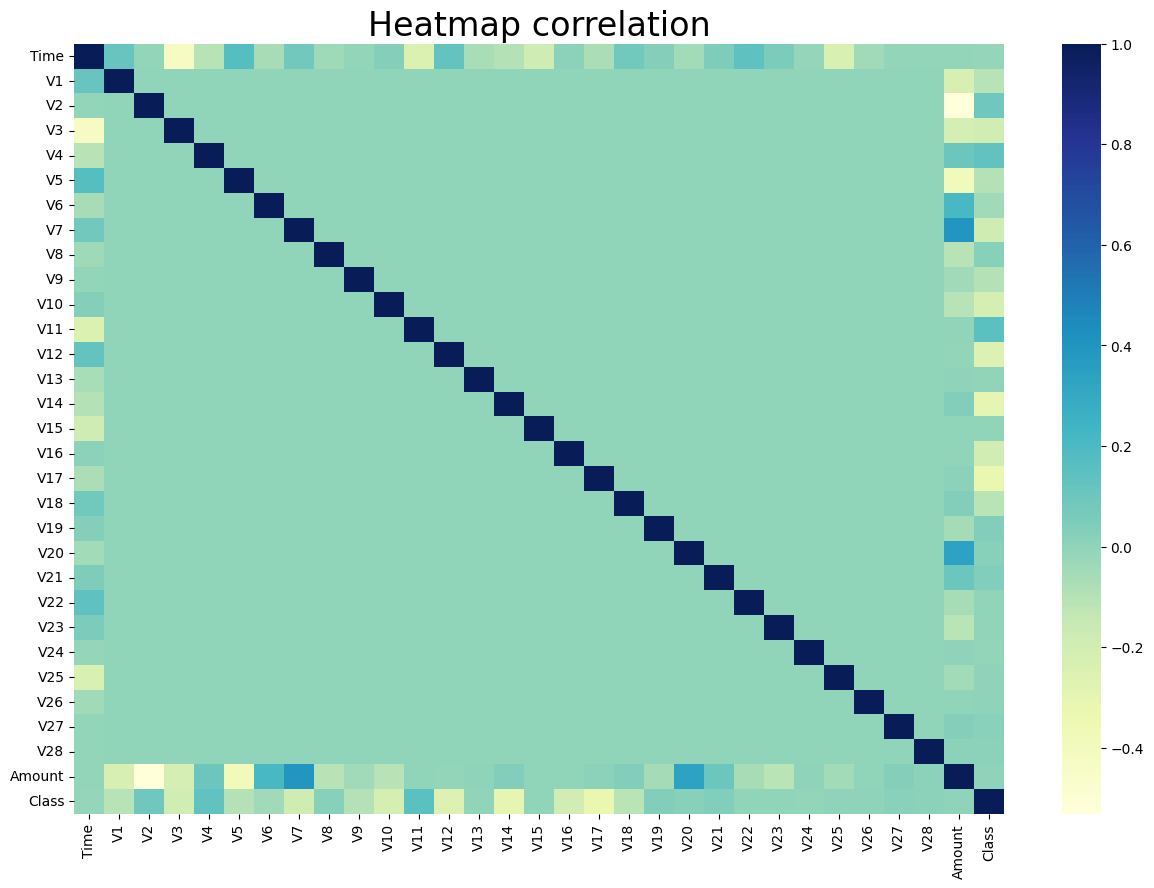 Heatmap correlation
Time
V1
V2
V3
V4
V5
V6
V7
V8
V9
V10
V11
V12
V13
V14
V15
V16
V17
V18
V19
V20
V21
V22
V23
V24
V25
V26
V27
V28
Amount
Class
Time
V1
V2
V3
V4
V5
V6
V7
V8
V9
V10
V11
V12
V13
V14
V15
V16
V17
V18
V19
V20
V21
V22
V23
V24
V25
V26
V27
V28
Amount
Class
1.0
0.8
0.6
0.4
0.2
0.0
−0.2
−0.4